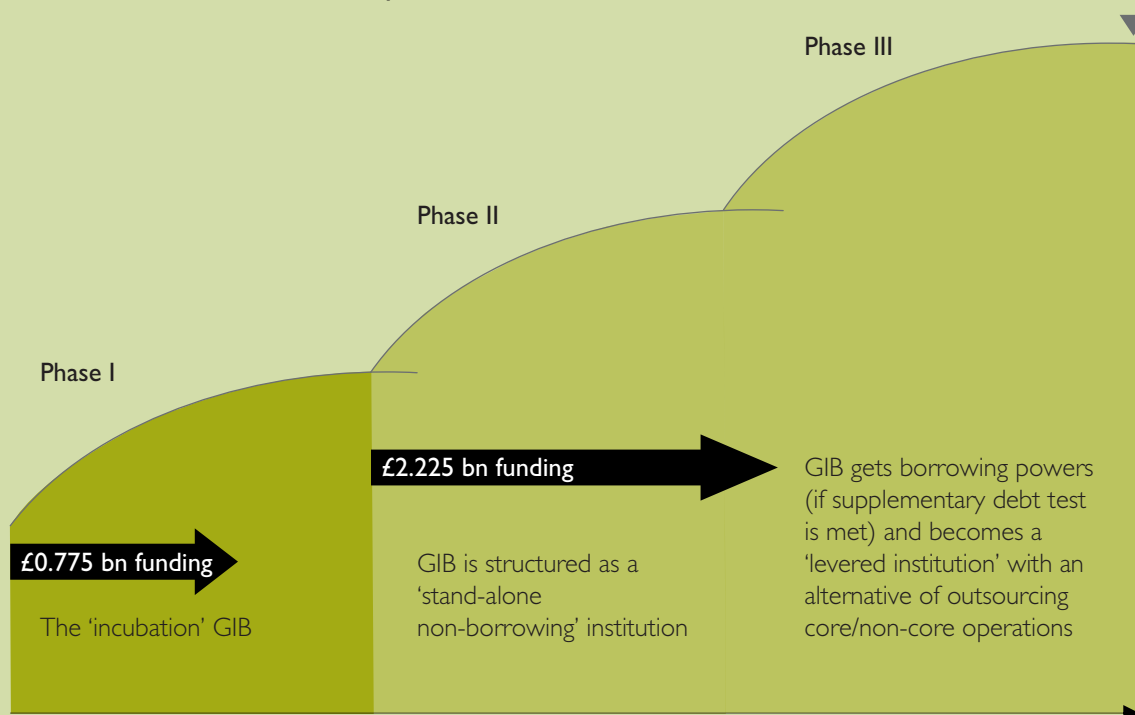 Phase III
Phase II
Phase I
£2.225 bn funding
GIB gets borrowing powers
(if supplementary debt test
is met) and becomes a
‘levered institution’ with an
alternative of outsourcing
core/non-core operations
£0.775 bn funding
The ‘incubation’ GIB
GIB is structured as a
‘stand-alone
non-borrowing’ institution